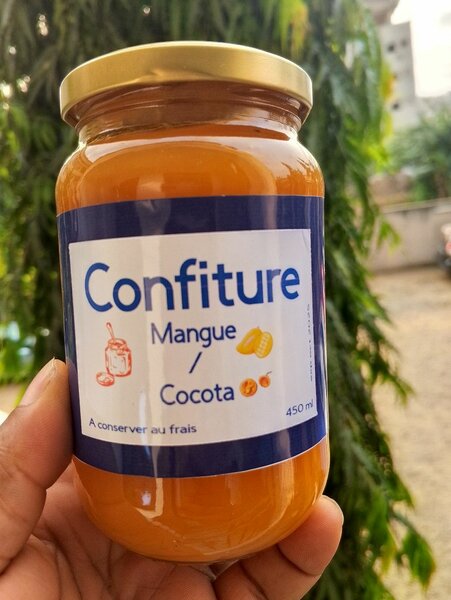 Confiture
Mangue
/
Cocota
450 ml
A conserver au frais